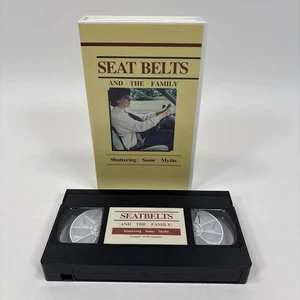 SEAT BELTS
AND THE FAMILY
Shattering Some Myths
SEATBELTS
AND THE FAMILY:
Shattering Some Myths